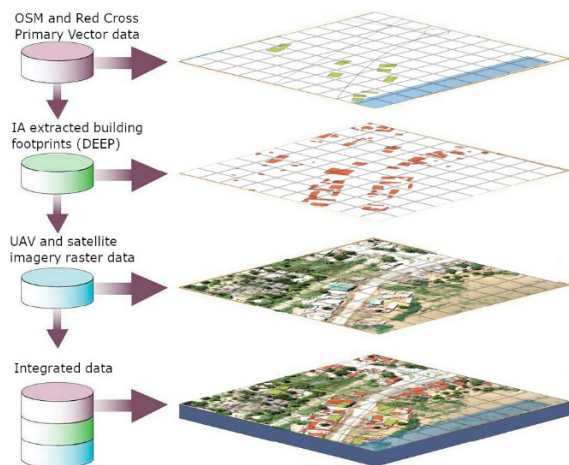 OSM and Red Cross
Primary Vector data
IA extracted building
footprints (DEEP)
UAV and satellite
imagery raster data
Integrated data